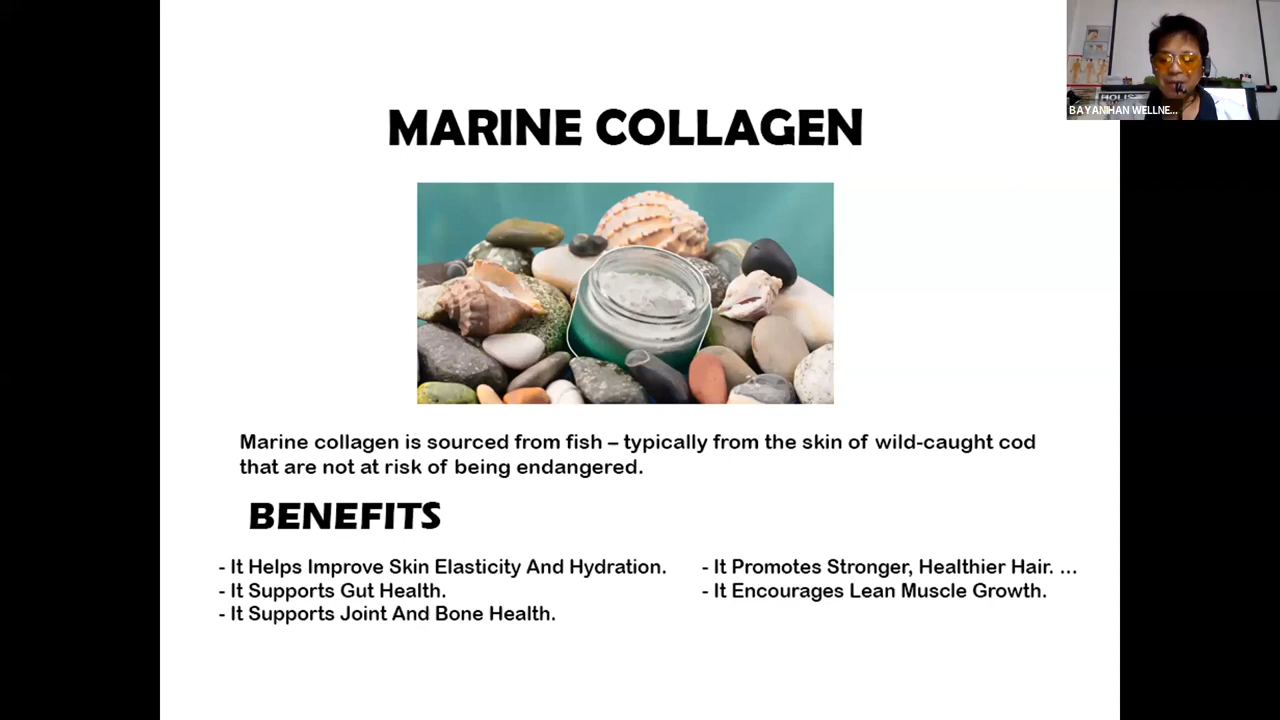 MARINE COLLAGEN
BAYANIHAN WELLNE...
HOLIS
Marine collagen is sourced from fish – typically from the skin of wild-caught cod
that are not at risk of being endangered.
BENEFITS
- It Helps Improve Skin Elasticity And Hydration.
- It Supports Gut Health.
- It Supports Joint And Bone Health.
- It Promotes Stronger, Healthier Hair. ...
- It Encourages Lean Muscle Growth.